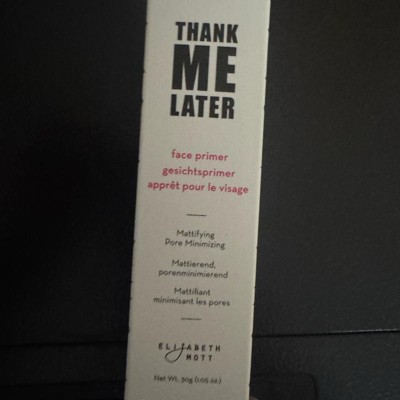 THANK
ME
LATER
face primer
gesichtsprimer
apprêt pour le visage
Mattifying
Pore Minimizing
Mattierend,
porenminimierend
Matifiant
minimisant les pores
ELIZABETH
MOTT
Net Wt. 30g (1.05 oz.)